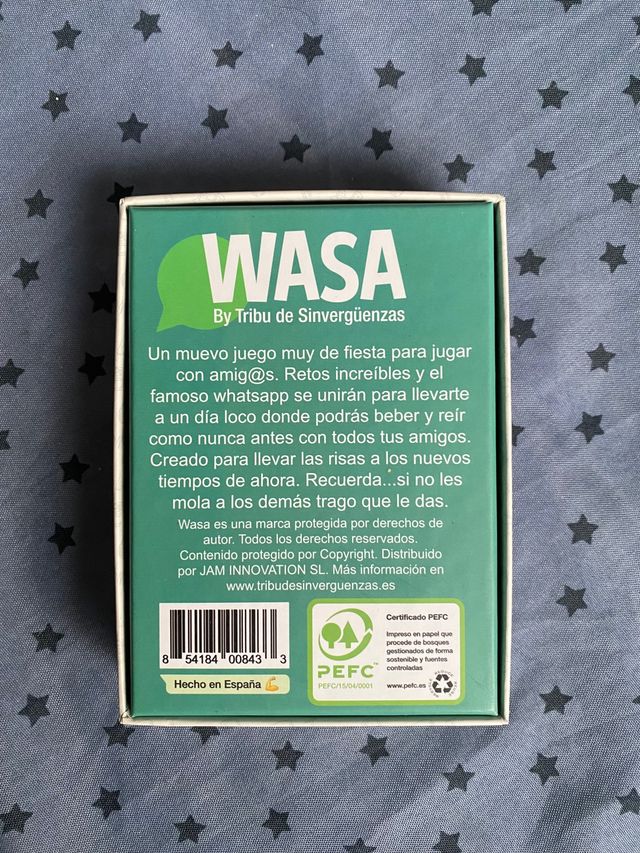 WASA
By Tribu de Sinvergüenzas
Un muevo juego muy de fiesta para jugar
con amig@s. Retos increíbles y el
famoso whatsapp se unirán para llevarte
a un día loco donde podrás beber y reír
como nunca antes con todos tus amigos.
Creado para llevar las risas a los nuevos
tiempos de ahora. Recuerda...si no les
mola a los demás trago que le das.
Wasa es una marca protegida por derechos de
autor. Todos los derechos reservados.
Contenido protegido por Copyright. Distribuido
por JAM INNOVATION SL. Más información en
www.tribudesinverguenzas.es
8 54184 00843 3
Hecho en España 💪
PEFC™
PEFC/15/04/0001
Certificado PEFC
Impreso en papel que
procede de bosques
gestionados de forma
sostenible y fuentes
controladas
www.pefc.es